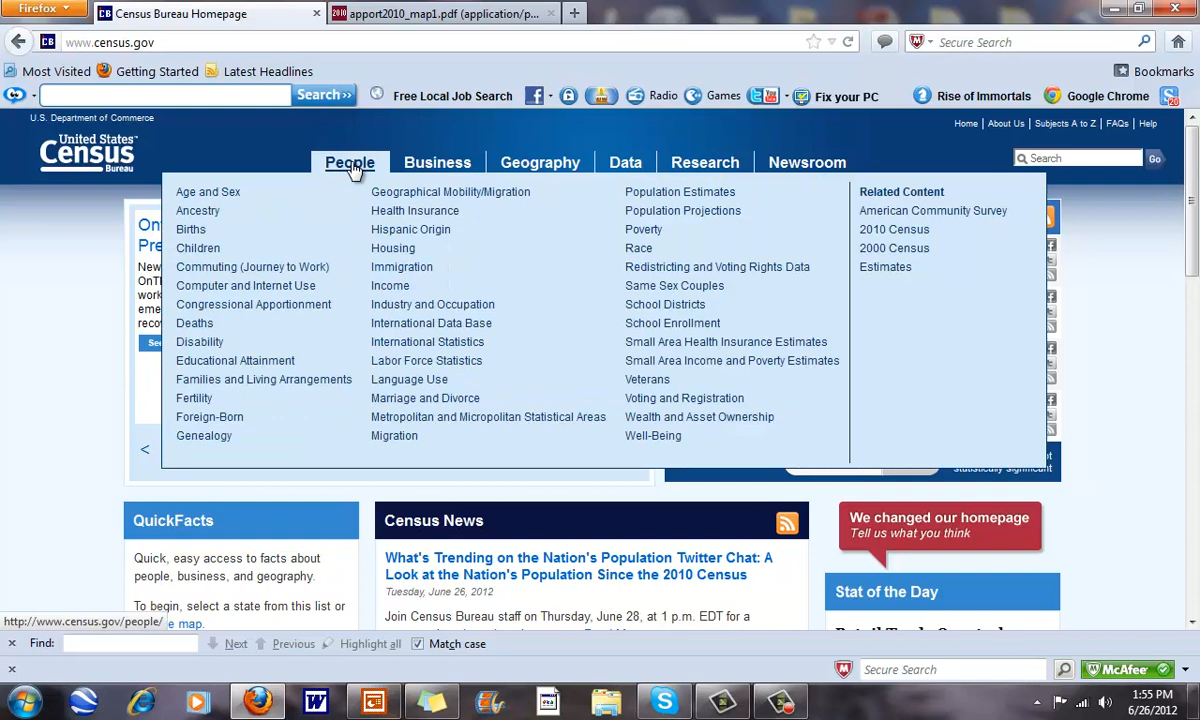 Firefox
Census Bureau Homepage
apport2010_map1.pdf (application/p...
www.census.gov
Secure Search
Most Visited
Getting Started
Latest Headlines
Bookmarks
Search>>
Free Local Job Search
Radio
Games
Fix your PC
Rise of Immortals
Google Chrome
U.S. Department of Commerce
Home | About Us | Subjects A to Z | FAQs | Help
United States
Census
Bureau
People
Business
Geography
Data
Research
Newsroom
Search
Go
Age and Sex
Ancestry
Births
Children
Commuting (Journey to Work)
Computer and Internet Use
Congressional Apportionment
Deaths
Disability
Educational Attainment
Families and Living Arrangements
Fertility
Foreign-Born
Genealogy
Geographical Mobility/Migration
Health Insurance
Hispanic Origin
Housing
Immigration
Income
Industry and Occupation
International Data Base
International Statistics
Labor Force Statistics
Language Use
Marriage and Divorce
Metropolitan and Micropolitan Statistical Areas
Migration
Population Estimates
Population Projections
Poverty
Race
Redistricting and Voting Rights Data
Same Sex Couples
School Districts
School Enrollment
Small Area Health Insurance Estimates
Small Area Income and Poverty Estimates
Veterans
Voting and Registration
Wealth and Asset Ownership
Well-Being
Related Content
American Community Survey
2010 Census
2000 Census
Estimates
QuickFacts
Quick, easy access to facts about
people, business, and geography.
To begin, select a state from this list or
map.
Census News
What's Trending on the Nation's Population Twitter Chat: A
Look at the Nation's Population Since the 2010 Census
Tuesday, June 26, 2012
Join Census Bureau staff on Thursday, June 28, at 1 p.m. EDT for a
We changed our homepage
Tell us what you think
Stat of the Day
http://www.census.gov/people/
Find:
Next
Previous
Highlight all
Match case
Secure Search
McAfee
1:55 PM
6/26/2012